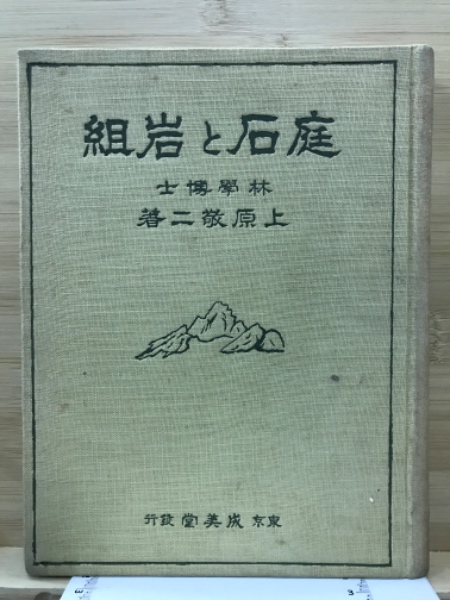 庭石と岩組
林學博士
上原敬二著
東京 成美堂 發行